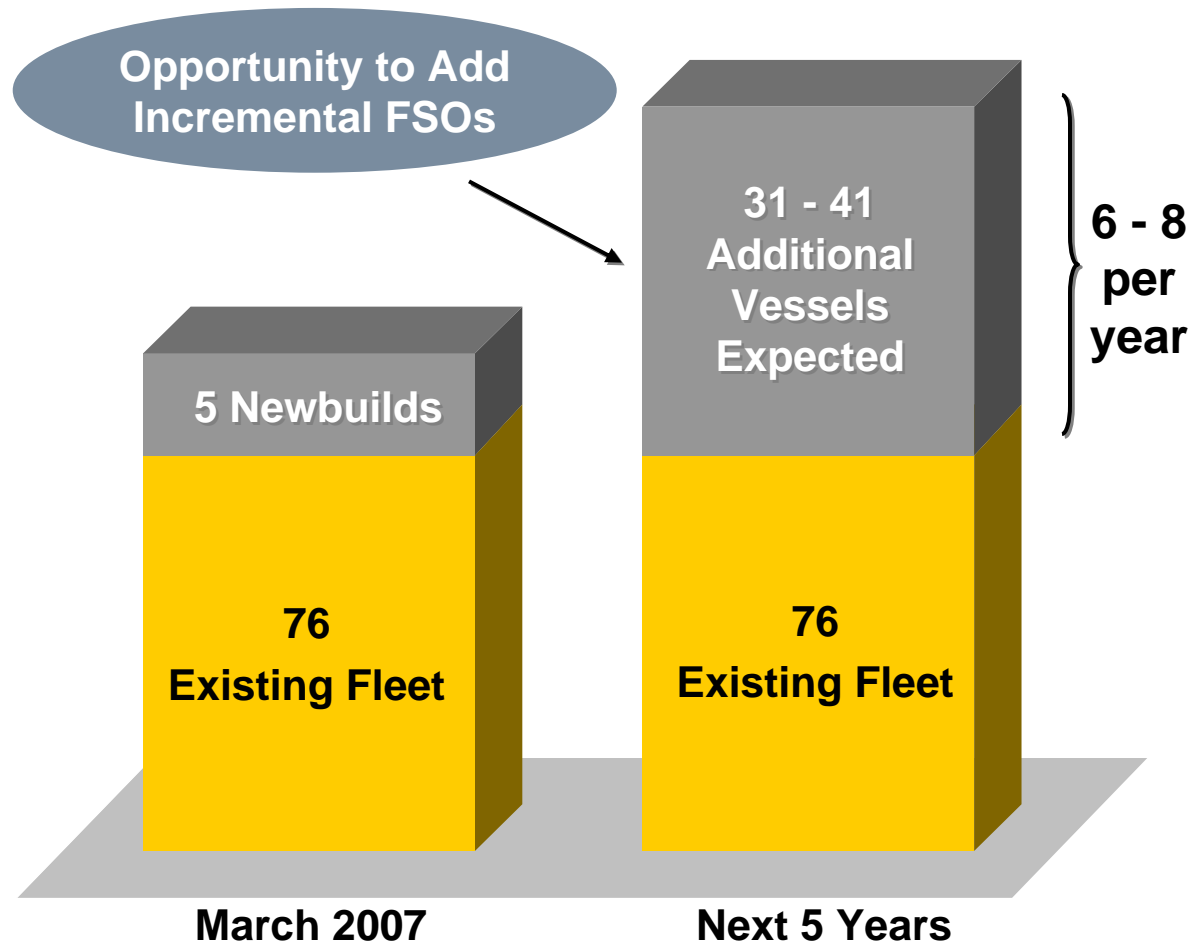 Opportunity to Add
Incremental FSOs
31 - 41
Additional
Vessels
Expected
6 - 8
per
year
5 Newbuilds
76
Existing Fleet
76
Existing Fleet
March 2007
Next 5 Years